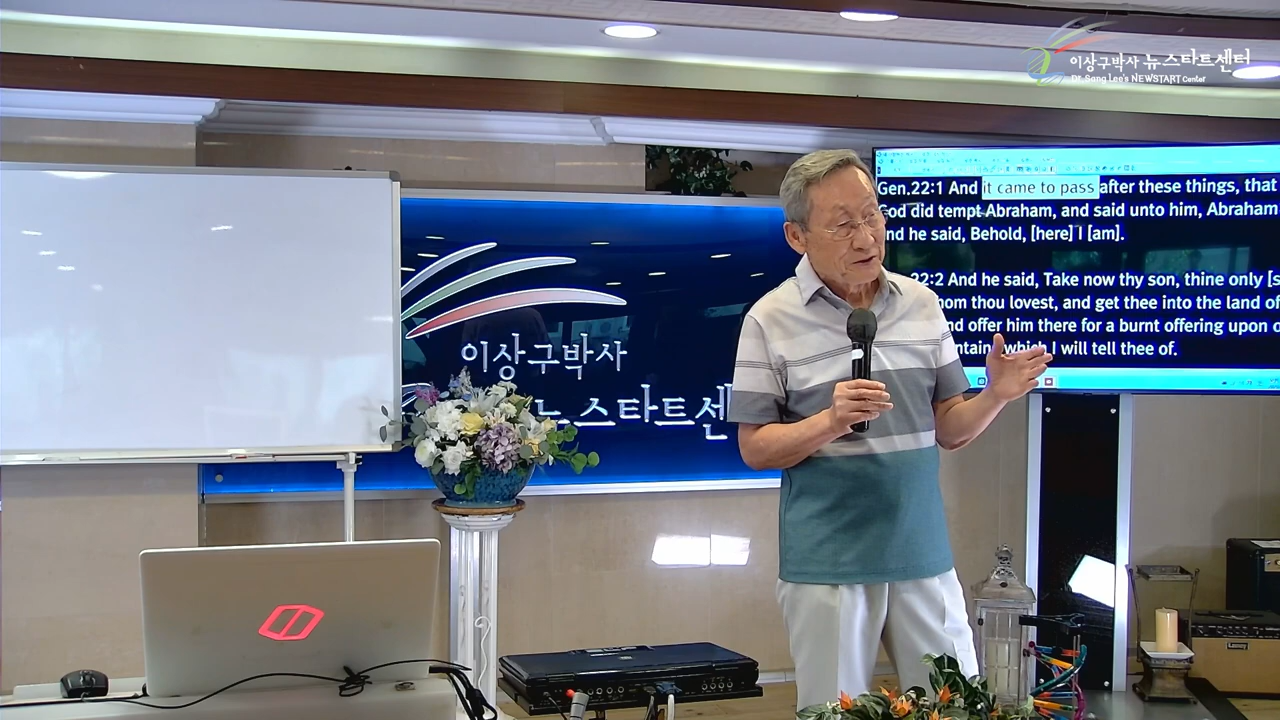 이상구박사 뉴스타트센터
Dr. Sang Lee's NEWSTART Center
Gen.22:1 And it came to pass after these things, that
God did tempt Abraham, and said unto him, Abraham
nd he said, Behold, [here] I [am].
22:2 And he said, Take now thy son, thine only [s
hom thou lovest, and get thee into the land of
nd offer him there for a burnt offering upon
ntains which I will tell thee of.
이상구박사
뉴스타트센